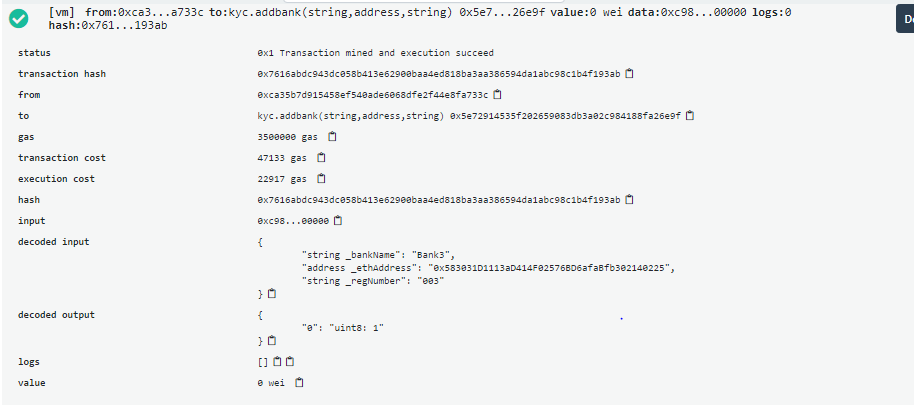 [vm] from:0xca3...a733c to:kyc.addbank(string,address,string) 0x5e7...26e9f value:0 wei data:0xc98...00000 logs:0
hash:0x761...193ab
De
status 0x1 Transaction mined and execution succeed
transaction hash 0x7616abdc943dc058b413e62900baa4ed818ba3aa386594da1abc98c1b4f193ab
from 0xca35b7d915458ef540ade6068dfe2f44e8fa733c
to kyc.addbank(string,address,string) 0x5e72914535f202659083db3a02c984188fa26e9f
gas 3500000 gas
transaction cost 47133 gas
execution cost 22917 gas
hash 0x7616abdc943dc058b413e62900baa4ed818ba3aa386594da1abc98c1b4f193ab
input 0xc98...00000
decoded input {
"string _bankName": "Bank3",
"address _ethAddress": "0x583031D1113aD414F02576BD6afaBfb302140225",
"string _regNumber": "003"
}
decoded output {
"0": "uint8: 1"
}
logs []
value 0 wei